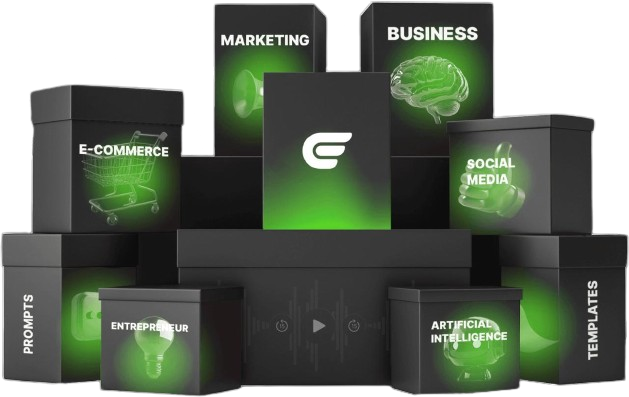 MARKETING
BUSINESS
E-COMMERCE
SOCIAL
MEDIA
PROMPTS
ENTREPRENEUR
ARTIFICIAL
INTELLIGENCE
TEMPLATES